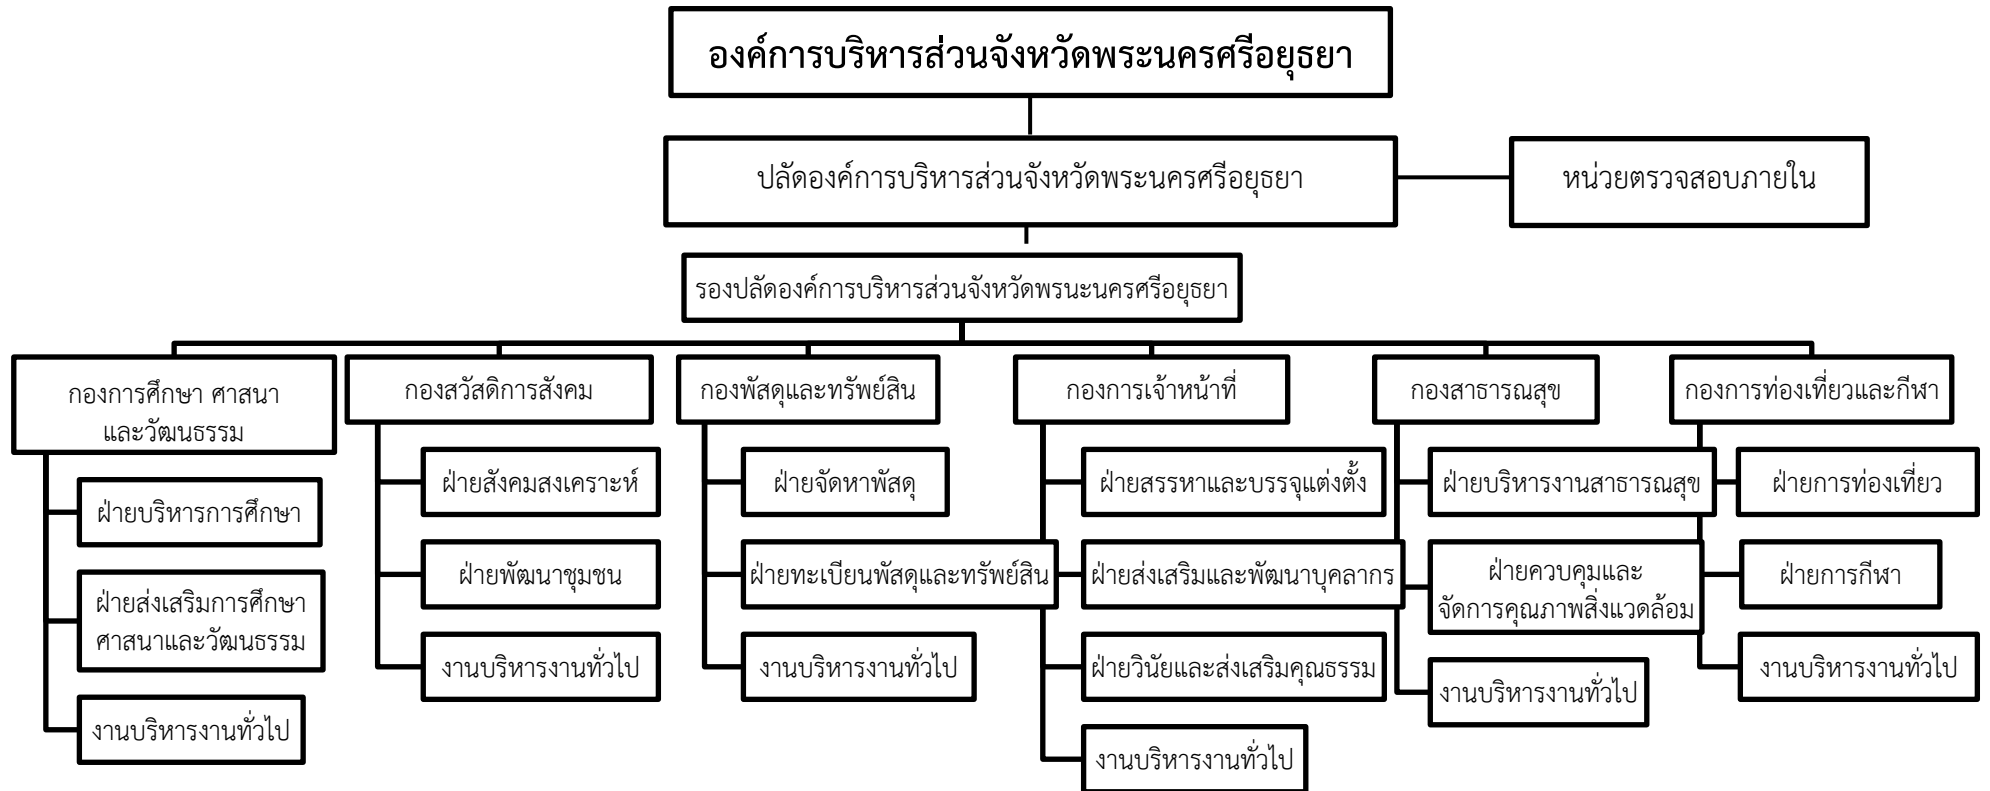 องค์การบริหารส่วนจังหวัดพระนครศรีอยุธยา
ปลัดองค์การบริหารส่วนจังหวัดพระนครศรีอยุธยา
หน่วยตรวจสอบภายใน
รองปลัดองค์การบริหารส่วนจังหวัดพรนะนครศรีอยุธยา
กองการศึกษา ศาสนา
และวัฒนธรรม
ฝ่ายบริหารการศึกษา
ฝ่ายส่งเสริมการศึกษา
ศาสนาและวัฒนธรรม
งานบริหารงานทั่วไป
กองสวัสดิการสังคม
ฝ่ายสังคมสงเคราะห์
ฝ่ายพัฒนาชุมชน
งานบริหารงานทั่วไป
กองพัสดุและทรัพย์สิน
ฝ่ายจัดหาพัสดุ
ฝ่ายทะเบียนพัสดุและทรัพย์สิน
งานบริหารงานทั่วไป
กองการเจ้าหน้าที่
ฝ่ายสรรหาและบรรจุแต่งตั้ง
ฝ่ายส่งเสริมและพัฒนาบุคลากร
ฝ่ายวินัยและส่งเสริมคุณธรรม
งานบริหารงานทั่วไป
กองสาธารณสุข
ฝ่ายบริหารงานสาธารณสุข
ฝ่ายควบคุมและ
จัดการคุณภาพสิ่งแวดล้อม
งานบริหารงานทั่วไป
กองการท่องเที่ยวและกีฬา
ฝ่ายการท่องเที่ยว
ฝ่ายการกีฬา
งานบริหารงานทั่วไป